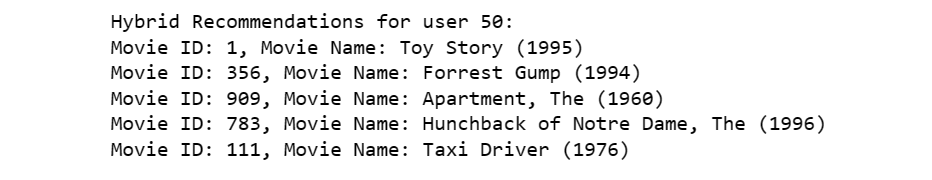 Hybrid Recommendations for user 50:
Movie ID: 1, Movie Name: Toy Story (1995)
Movie ID: 356, Movie Name: Forrest Gump (1994)
Movie ID: 909, Movie Name: Apartment, The (1960)
Movie ID: 783, Movie Name: Hunchback of Notre Dame, The (1996)
Movie ID: 111, Movie Name: Taxi Driver (1976)